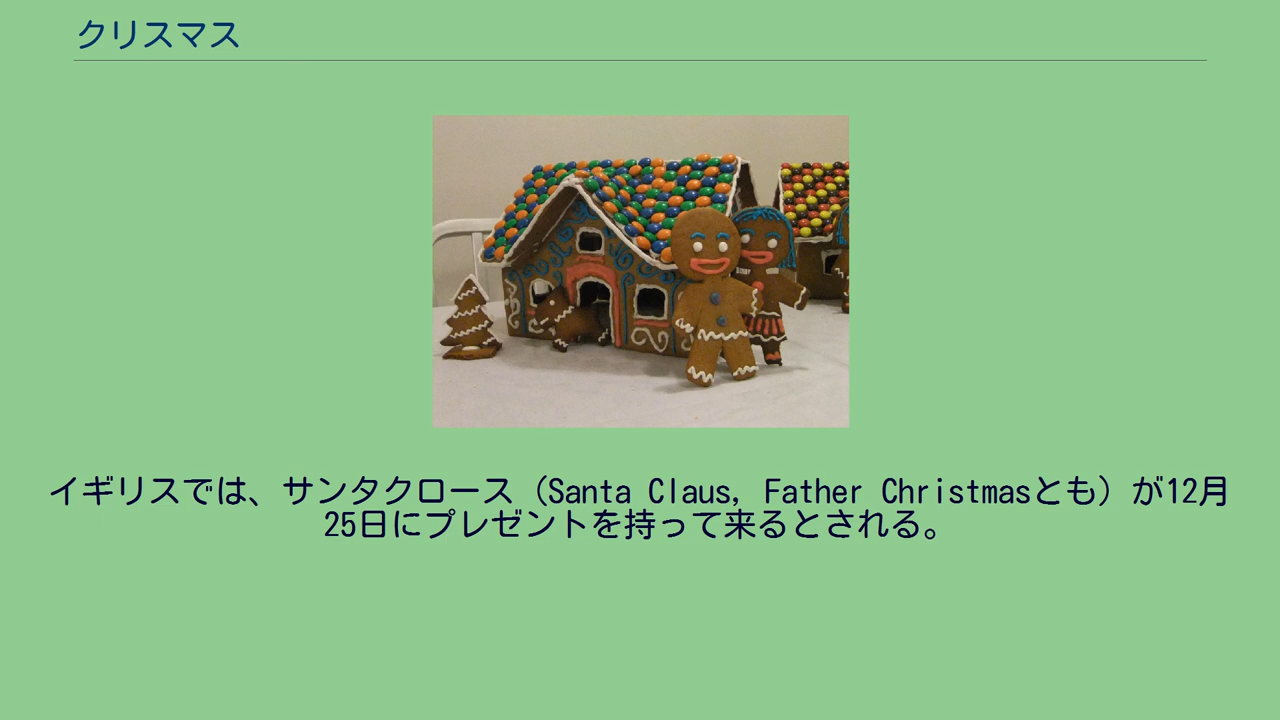 クリスマス
イギリスでは、サンタクロース（Santa Claus, Father Christmasとも）が12月
25日にプレゼントを持って来るとされる。